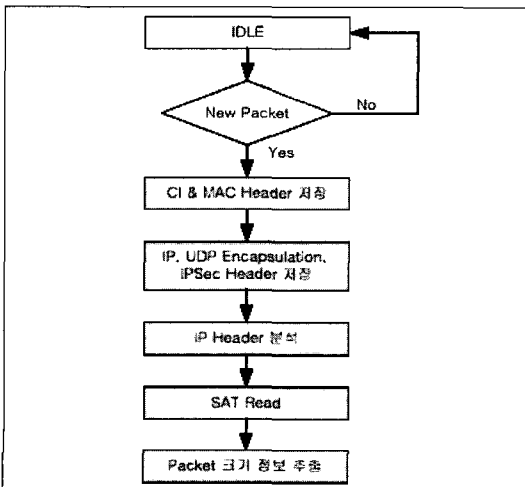 IDLE
New Packet
No
Yes
CI & MAC Header 저장
IP, UDP Encapsulation,
IPSec Header 저장
IP Header 분석
SAT Read
Packet 크기 정보 추출